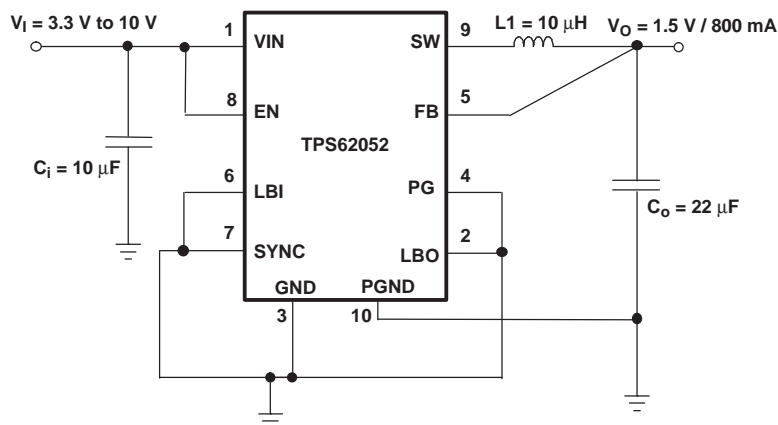 V_I = 3.3 V to 10 V
L1 = 10 μH
V_O = 1.5 V / 800 mA
1
VIN
SW
9
8
EN
FB
5
TPS62052
C_i = 10 μF
6
LBI
PG
4
C_o = 22 μF
7
SYNC
LBO
2
GND
PGND
3
10